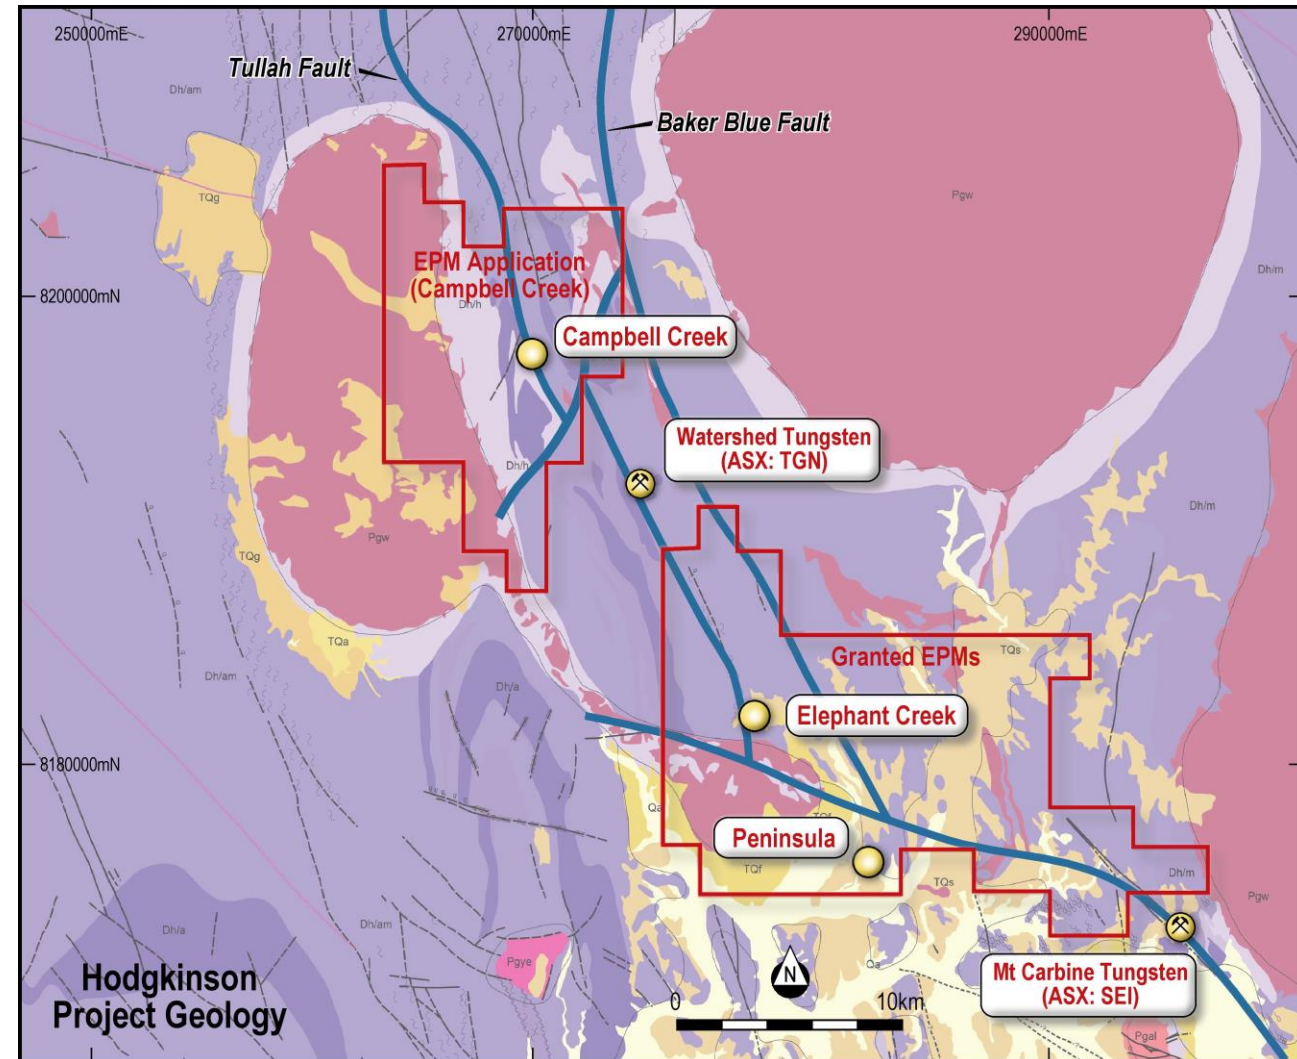 250000mE
270000mE
290000mE
Tullah Fault
Dh/am
Baker Blue Fault
TQg
Pgw
EPM Application
(Campbell Creek)
Dh/m
8200000mN
Dh/h
Campbell Creek
Watershed Tungsten
(ASX: TGN)
Dh/h
Dh/m
Pgw
TQg
TQa
TQs
Granted EPMs
Dh/am
Dh/a
Elephant Creek
8180000mN
Qa
TQf
Peninsula
TQf
TQs
Dh/m
Pgw
Dh/a
Dh/am
Pgye
Qa
N
Hodgkinson
Project Geology
Mt Carbine Tungsten
(ASX: SEI)
0
10km
Pgal